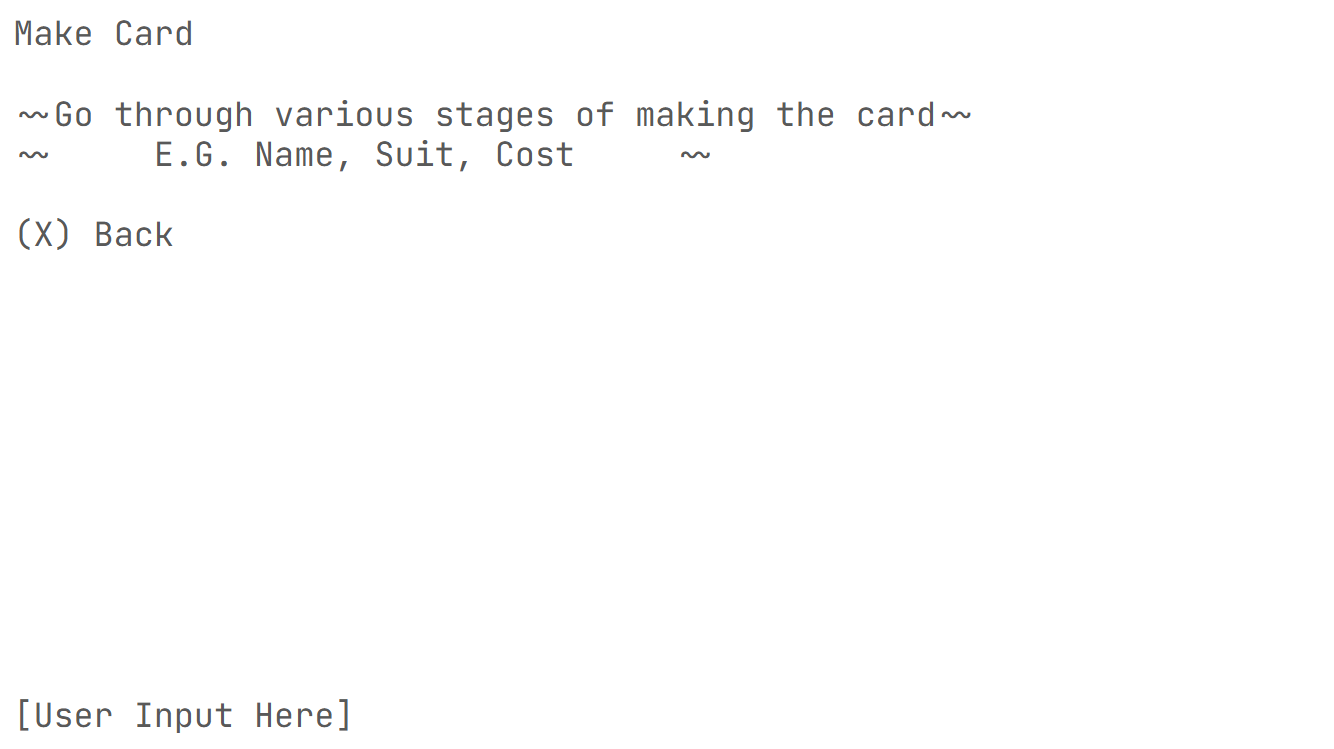 Make Card
~~Go through various stages of making the card~~
~~     E.G. Name, Suit, Cost     ~~
(X) Back
[User Input Here]